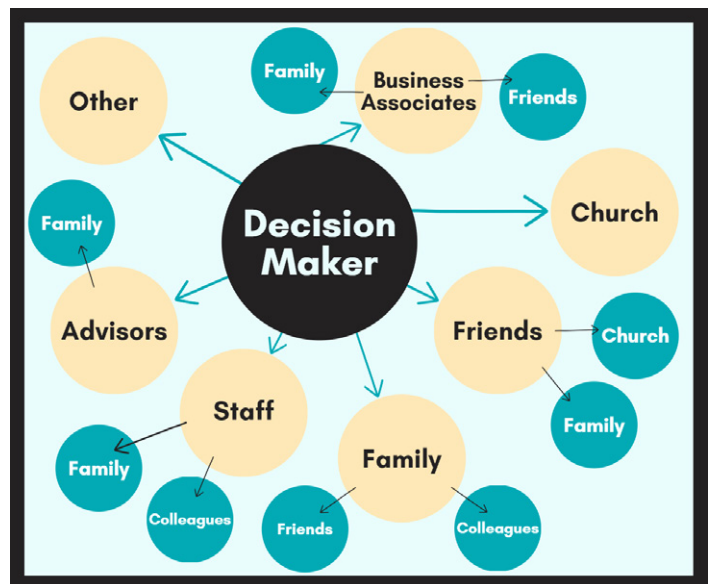 Family
Business
Associates
Other
Friends
Family
Decision
Maker
Church
Advisors
Friends
Church
Staff
Family
Family
Family
Colleagues
Friends
Colleagues